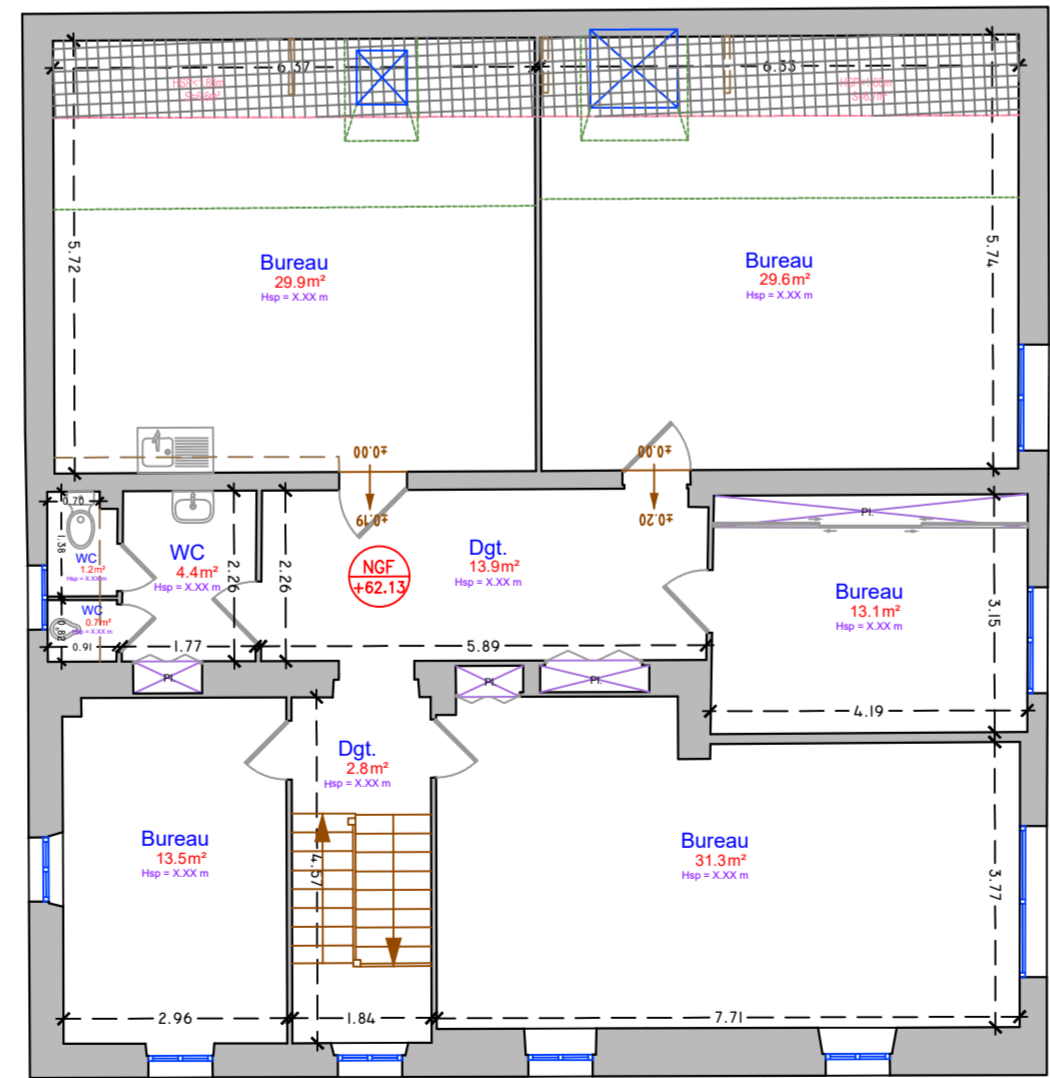 6.37
6.33
5.72
5.74
Bureau
29.9m²
Hsp = X.XX m
Bureau
29.6m²
Hsp = X.XX m
±0.00
±0.19
±0.00
±0.20
0.70
1.38
WC
1.2m²
Hsp = X.XX m
WC
0.7m²
Hsp = X.XX m
0.82
0.91
WC
4.4m²
Hsp = X.XX m
2.26
1.77
2.26
NGF
+62.13
Dgt.
13.9m²
Hsp = X.XX m
5.89
Pl.
Bureau
13.1m²
Hsp = X.XX m
3.15
4.19
Pl.
Pl.
Pl.
Dgt.
2.8m²
Hsp = X.XX m
4.57
Bureau
13.5m²
Hsp = X.XX m
Bureau
31.3m²
Hsp = X.XX m
3.77
2.96
1.84
7.71